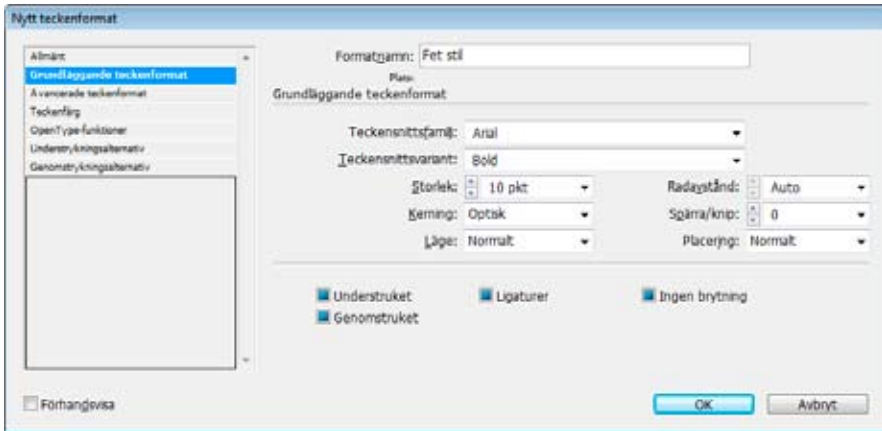 Nytt teckenformat
Allmänt
Grundläggande teckenformat
Avancerade teckenformat
Teckenfärg
OpenType-funktioner
Understrykningsalternativ
Genomstrykningsalternativ
Formatnamn: Fet stil
Plats:
Grundläggande teckenformat
Teckensnittsfamilj: Arial
Teckensnittsvariant: Bold
Storlek: 10 pkt Radavstånd: Auto
Kerning: Optisk Spärra/knip: 0
Läge: Normalt Placering: Normalt
Understruket Ligaturer Ingen brytning
Genomstruket
Förhandsvisa OK Avbryt